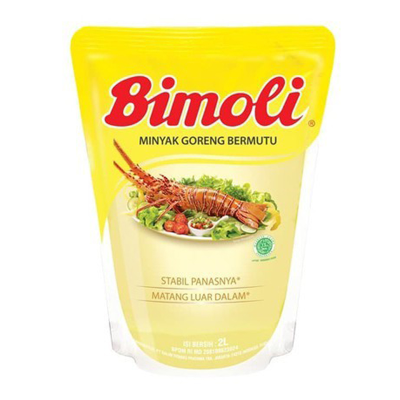 Bimoli®
MINYAK GORENG BERMUTU
STABIL PANASNYA*
MATANG LUAR DALAM*
ISI BERSIH : 2L